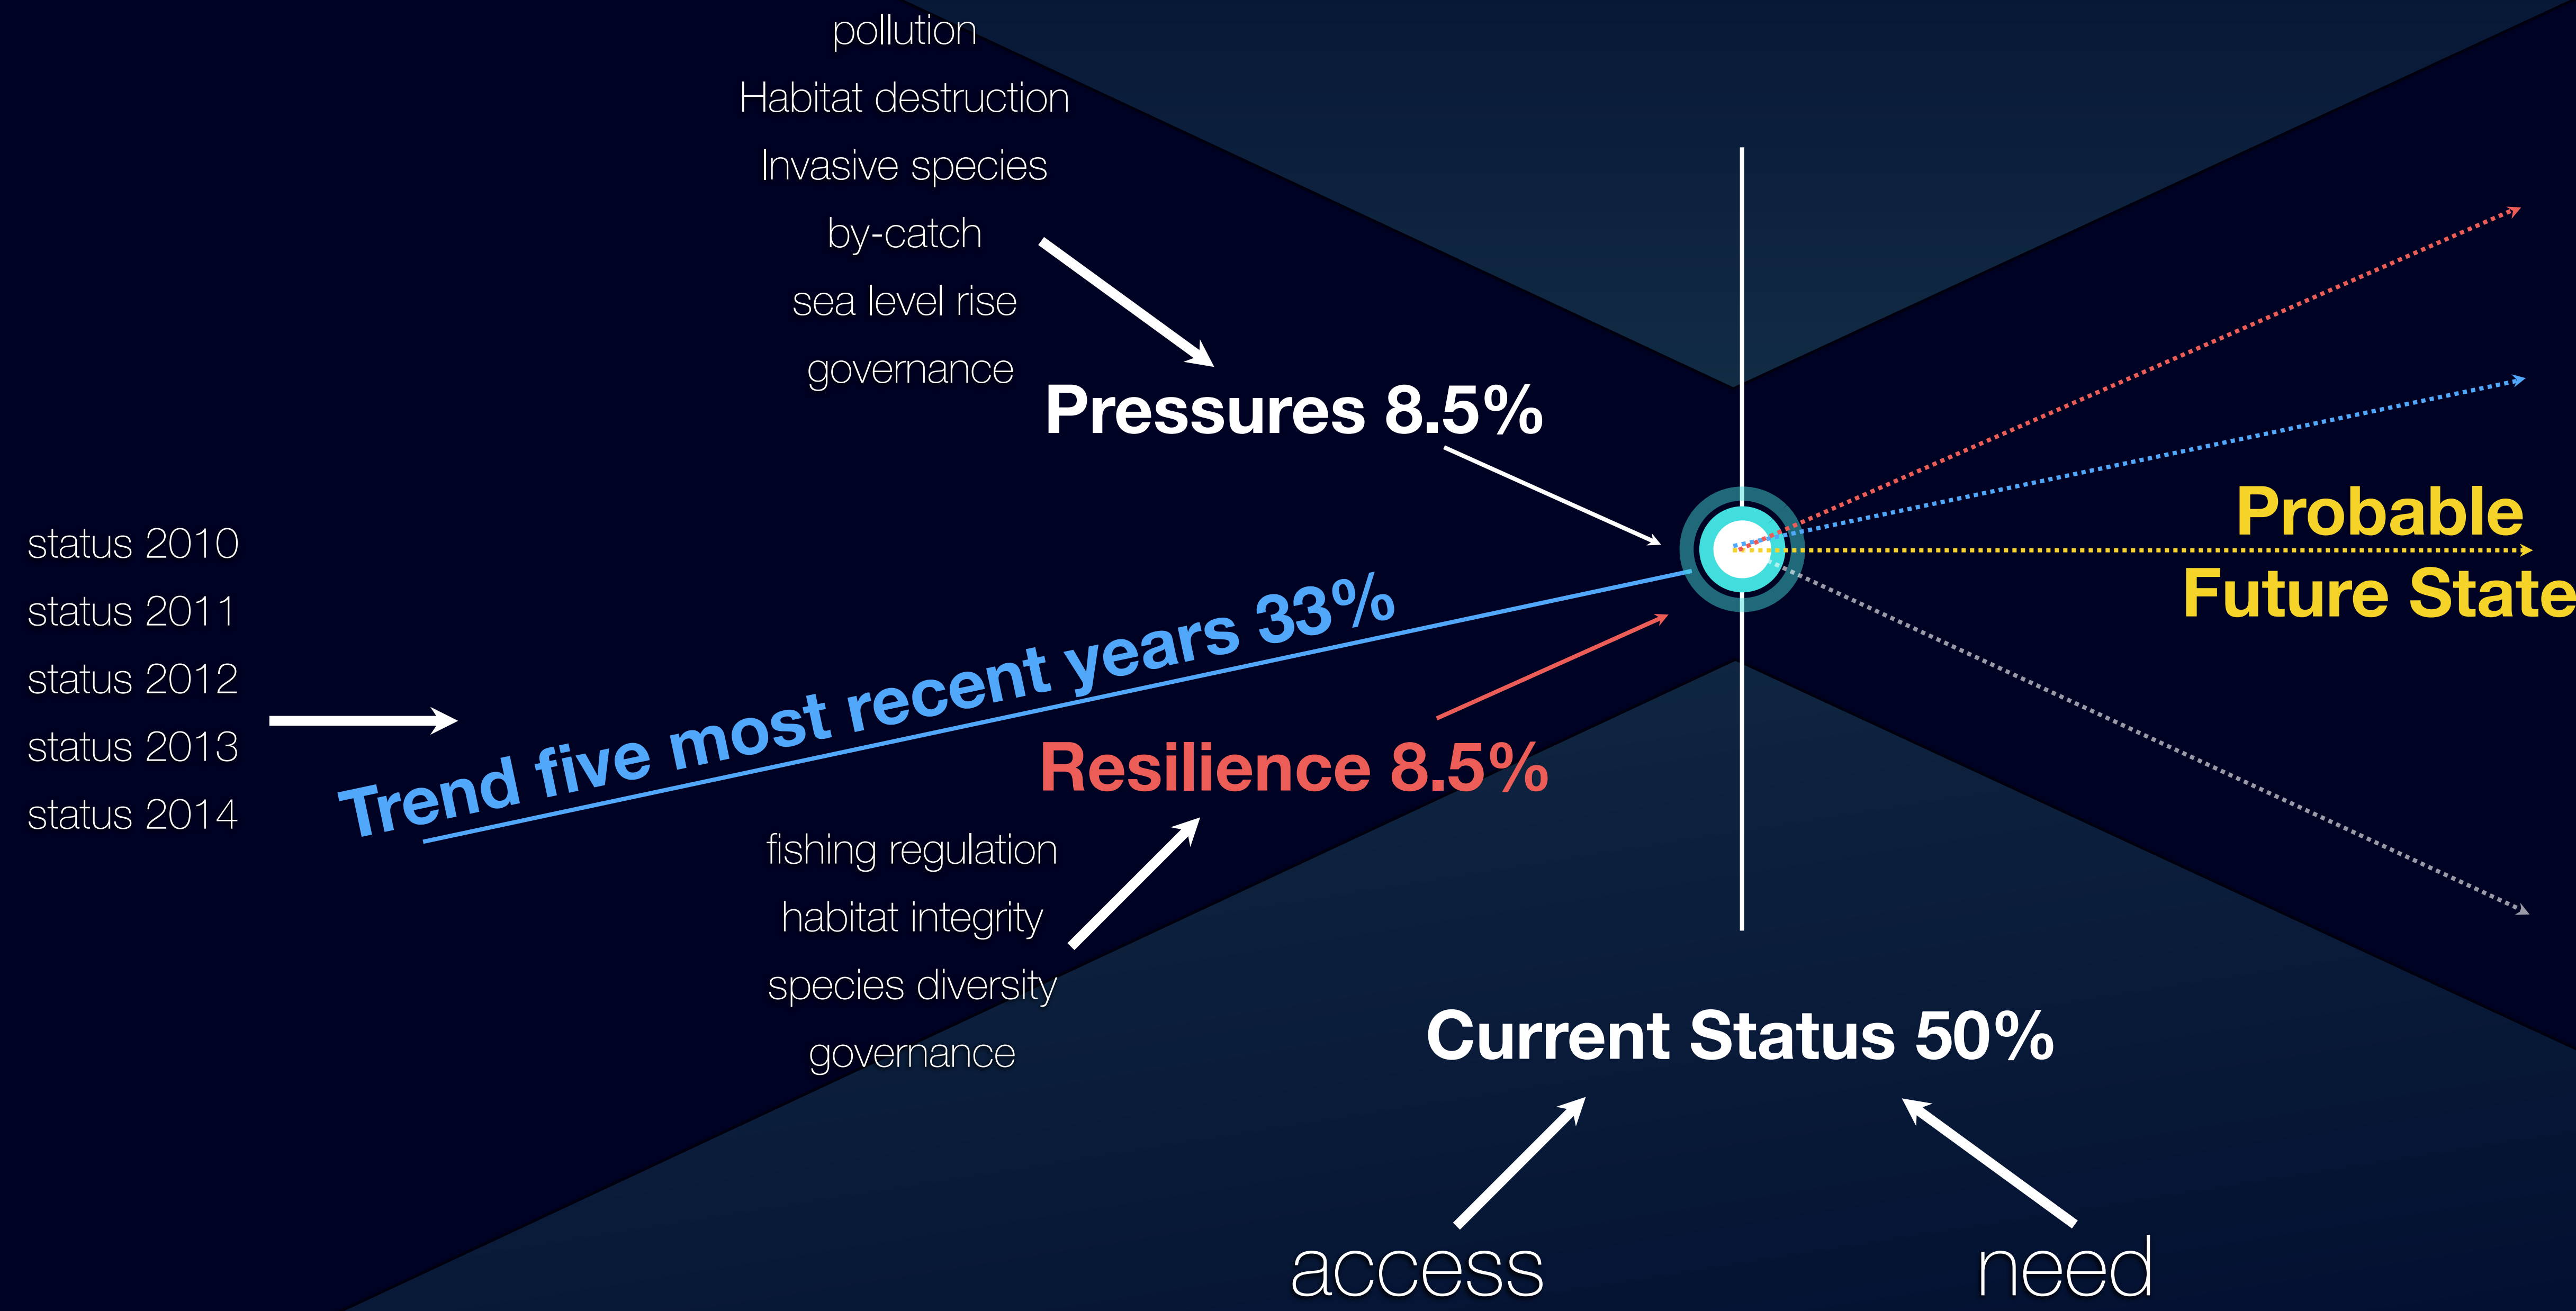 pollution
Habitat destruction
Invasive species
by-catch
sea level rise
governance
Pressures 8.5%
status 2010
status 2011
status 2012
status 2013
status 2014
Trend five most recent years 33%
Resilience 8.5%
fishing regulation
habitat integrity
species diversity
governance
Probable
Future State
Current Status 50%
access
need